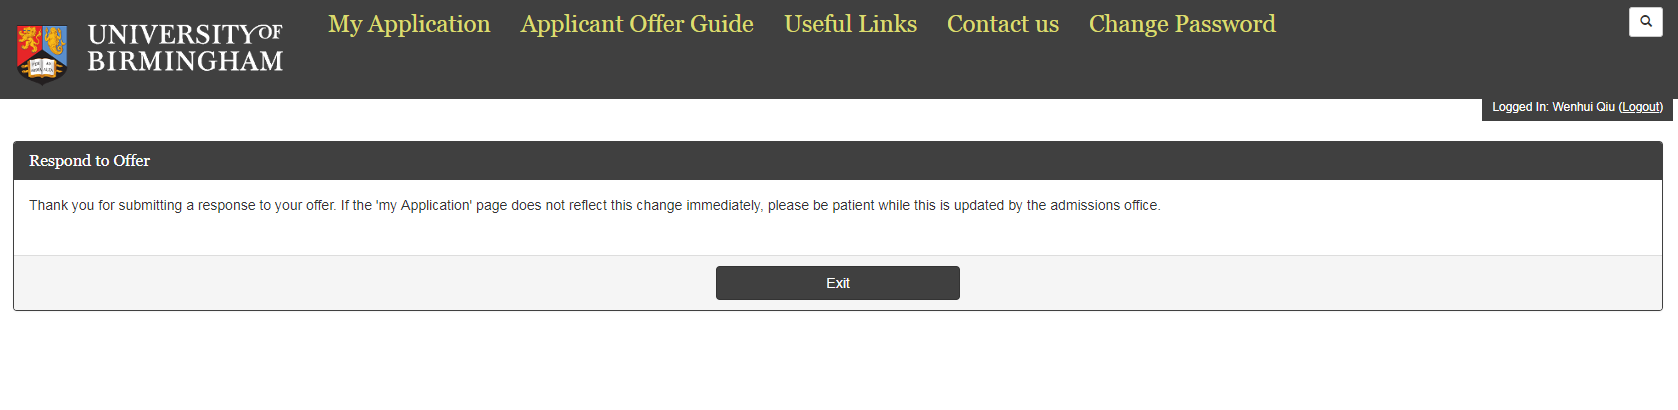 UNIVERSITY OF
BIRMINGHAM
My Application Applicant Offer Guide Useful Links Contact us Change Password
Logged In: Wenhui Qiu (Logout)
Respond to Offer
Thank you for submitting a response to your offer. If the 'my Application' page does not reflect this change immediately, please be patient while this is updated by the admissions office.
Exit